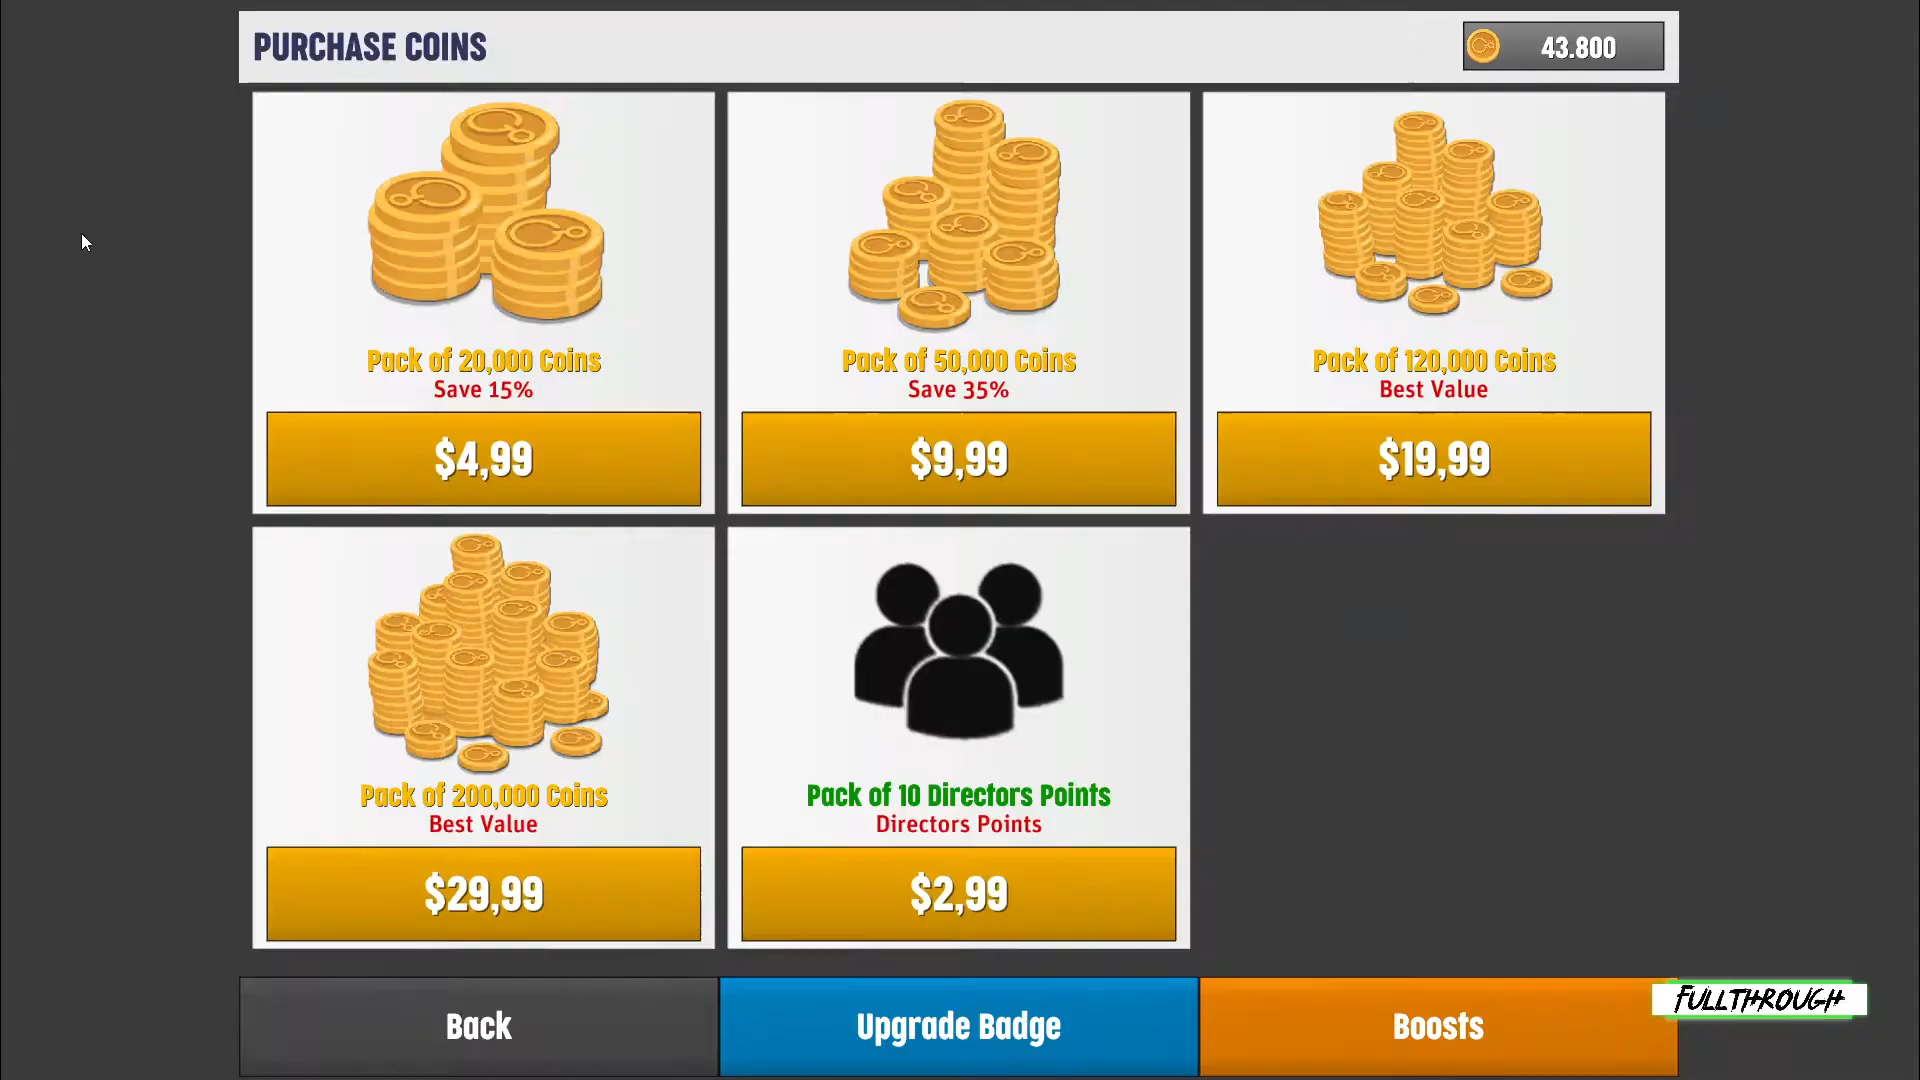 PURCHASE COINS
43.800
Pack of 20,000 Coins
Save 15%
$4,99
Pack of 50,000 Coins
Save 35%
$9,99
Pack of 120,000 Coins
Best Value
$19,99
Pack of 200,000 Coins
Best Value
$29,99
Pack of 10 Directors Points
Directors Points
$2,99
Back
Upgrade Badge
Boosts
FULLTHROUGH